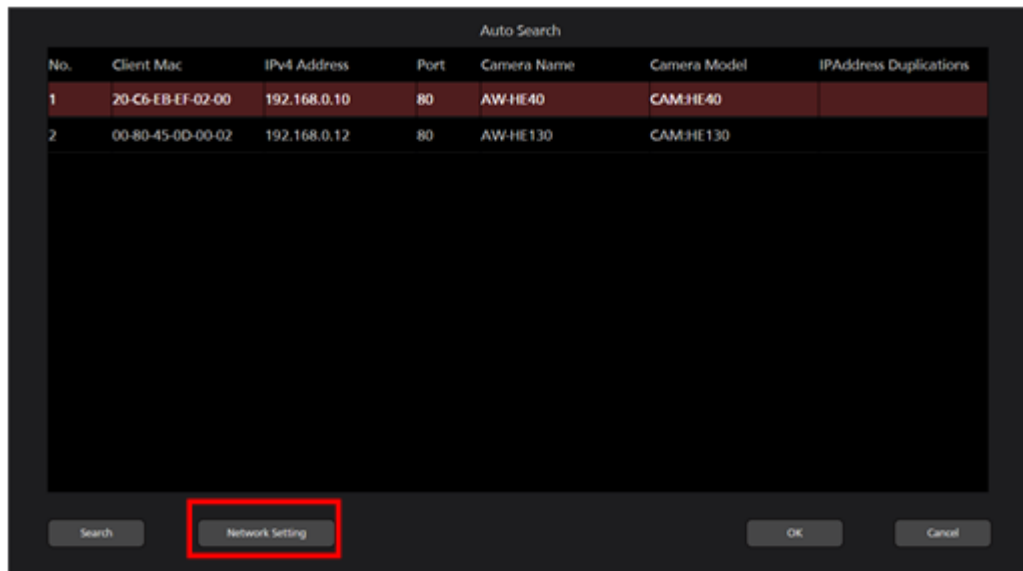 Auto Search
No. Client Mac IPv4 Address Port Camera Name Camera Model IPAddress Duplications
1 20-C6-EB-EF-02-00 192.168.0.10 80 AW-HE40 CAM:HE40
2 00-80-45-0D-00-02 192.168.0.12 80 AW-HE130 CAM:HE130
Search Network Setting OK Cancel